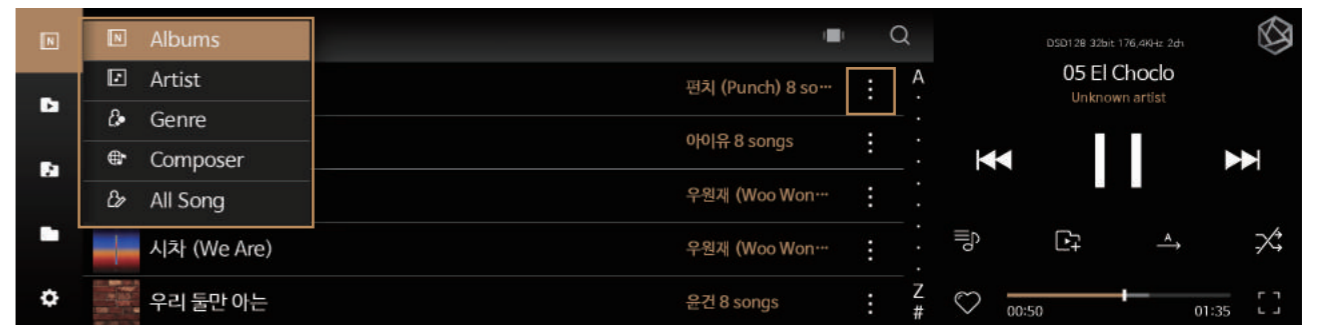 N
N Albums
Artist
Genre
Composer
All Song
펀치 (Punch) 8 so···
아이유 8 songs
우원재 (Woo Won···
시차 (We Are) 우원재 (Woo Won···
우리 둘만 아는 윤건 8 songs
A
Z
#
DSD128 32bit 176,4KHz 2ch
05 El Choclo
Unknown artist
A
00:50 01:35